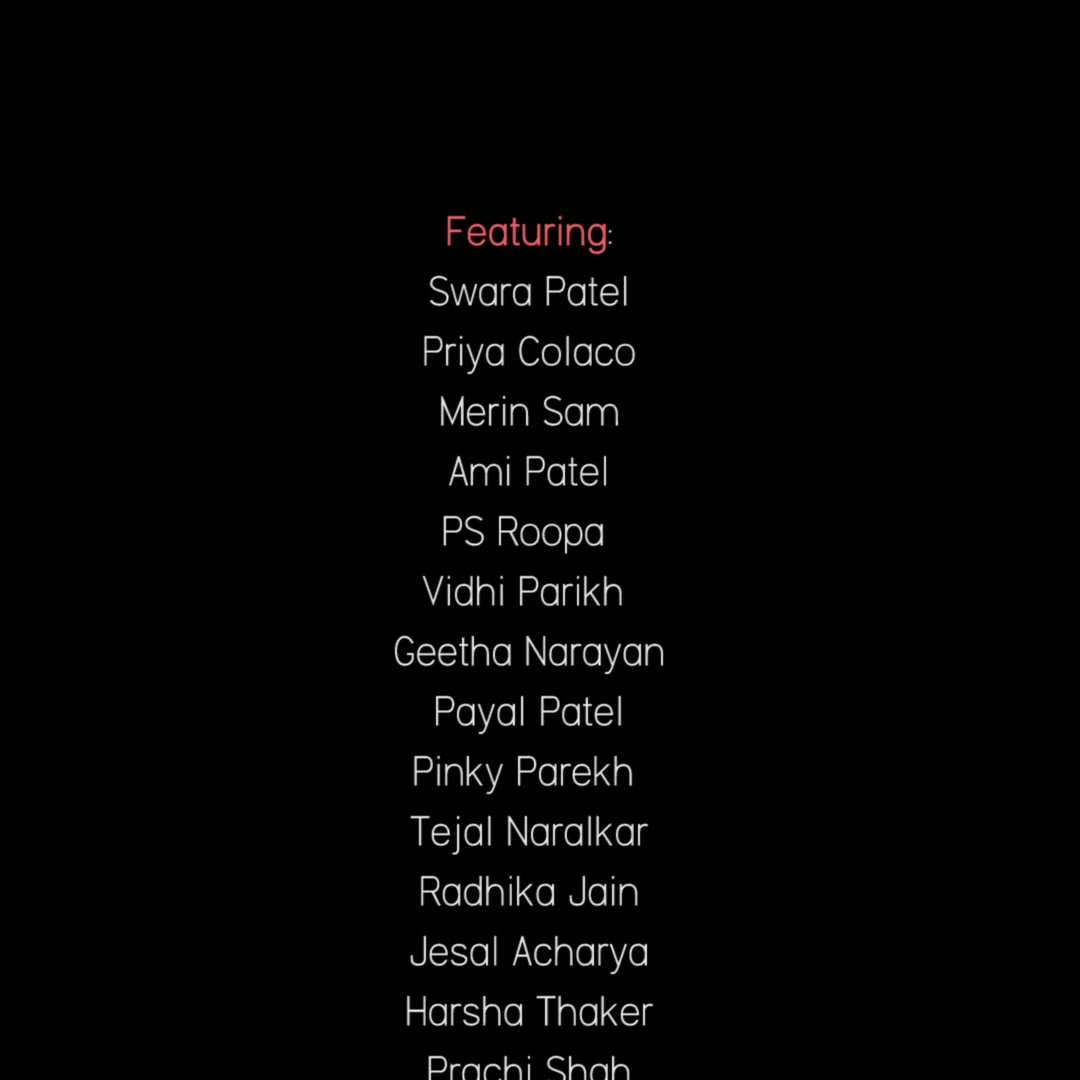 Featuring:
Swara Patel
Priya Colaco
Merin Sam
Ami Patel
PS Roopa
Vidhi Parikh
Geetha Narayan
Payal Patel
Pinky Parekh
Tejal Naralkar
Radhika Jain
Jesal Acharya
Harsha Thaker
Prachi Shah